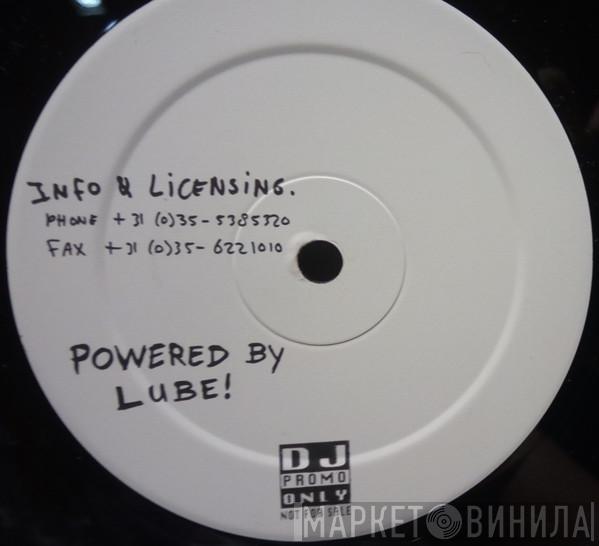 INFO & LICENSING.
PHONE +31 (0)35-5385320
FAX +31 (0)35-6221010
POWERED BY
LUBE!
DJ
PROMO
ONLY
NOT FOR SALE
МАРКЕТ ВИНИЛА